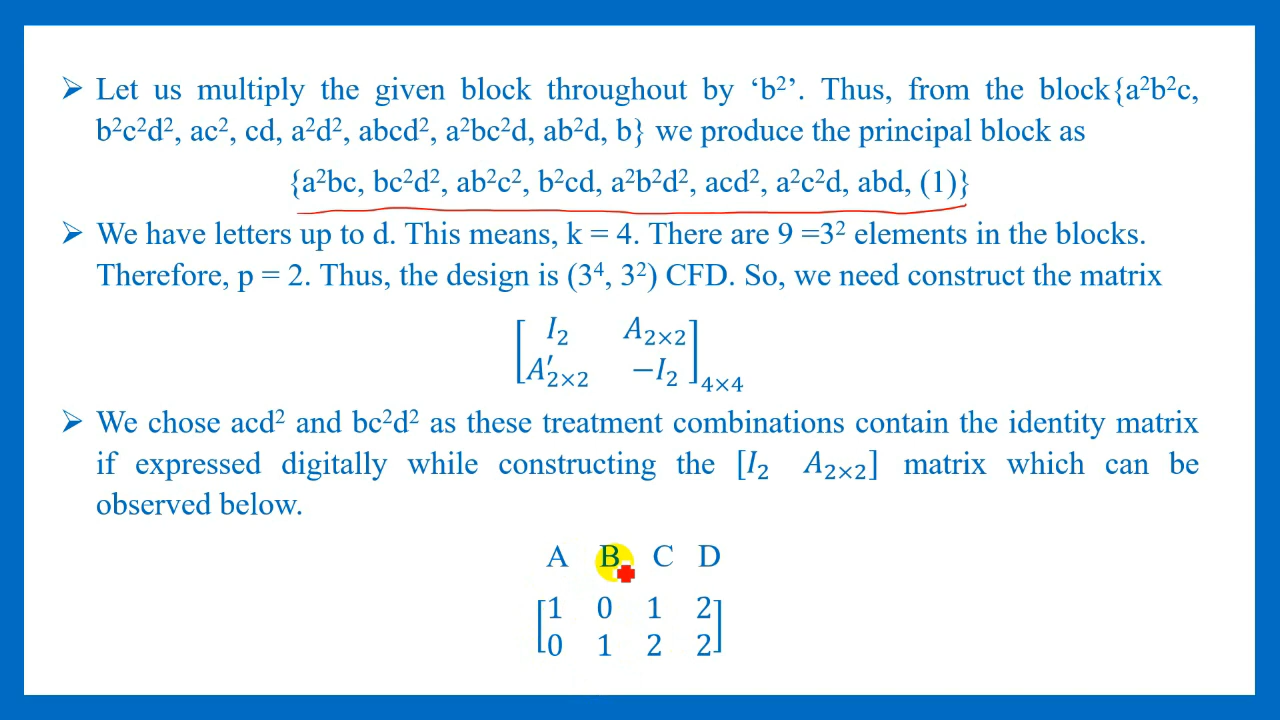 ➢ Let us multiply the given block throughout by ‘b²’. Thus, from the block{a²b²c,
b²c²d², ac², cd, a²d², abcd², a²bc²d, ab²d, b} we produce the principal block as
{a²bc, bc²d², ab²c², b²cd, a²b²d², acd², a²c²d, abd, (1)}
➢ We have letters up to d. This means, k = 4. There are 9 =3² elements in the blocks.
Therefore, p = 2. Thus, the design is (3⁴, 3²) CFD. So, we need construct the matrix
[I₂ A₂ₓ₂
A′₂ₓ₂ −I₂]₄ₓ₄
➢ We chose acd² and bc²d² as these treatment combinations contain the identity matrix
if expressed digitally while constructing the [I₂ A₂ₓ₂] matrix which can be
observed below.
A B C D
[1 0 1 2
0 1 2 2]